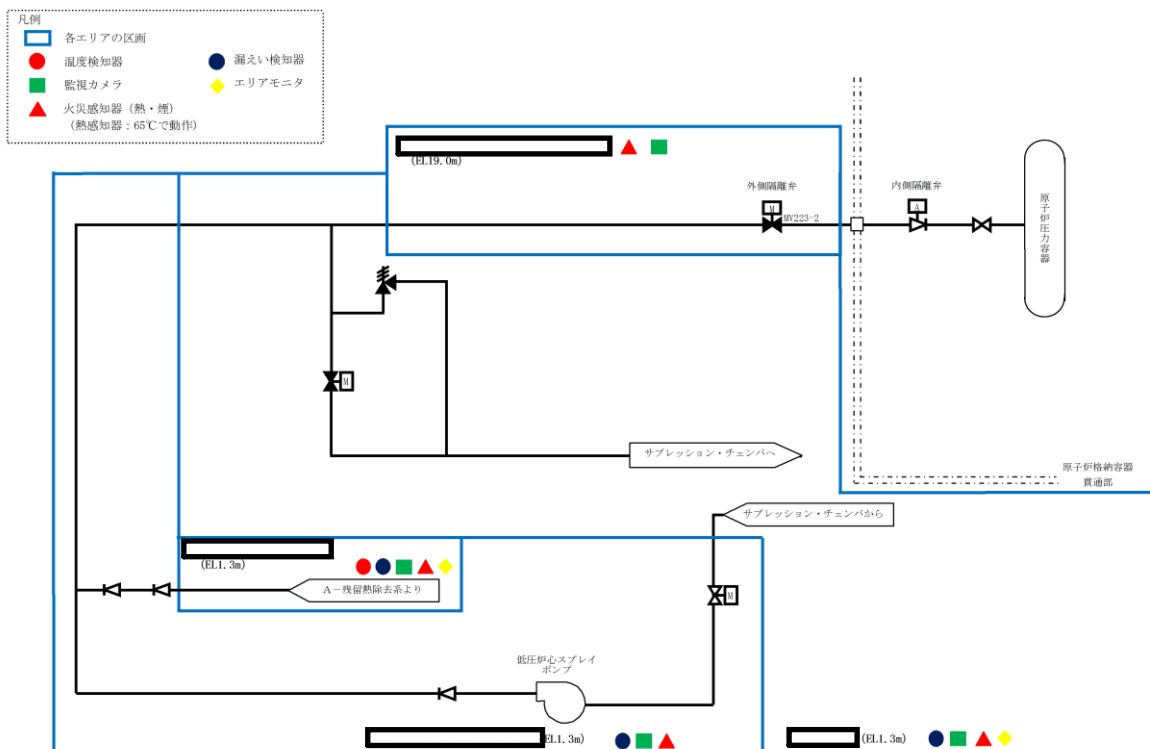 凡例
各エリアの区画
温度検知器
漏えい検知器
監視カメラ
エリアモニタ
火災感知器（熱・煙）
（熱感知器：65℃で動作）
(EL19.0m)
外側隔離弁
内側隔離弁
M
MV223-2
A
原子炉圧力容器
M
サプレッション・チェンバへ
原子炉格納容器
貫通部
サプレッション・チェンバから
(EL1.3m)
A－残留熱除去系より
M
低圧炉心スプレイ
ポンプ
EL1.3m)
(EL1.3m)